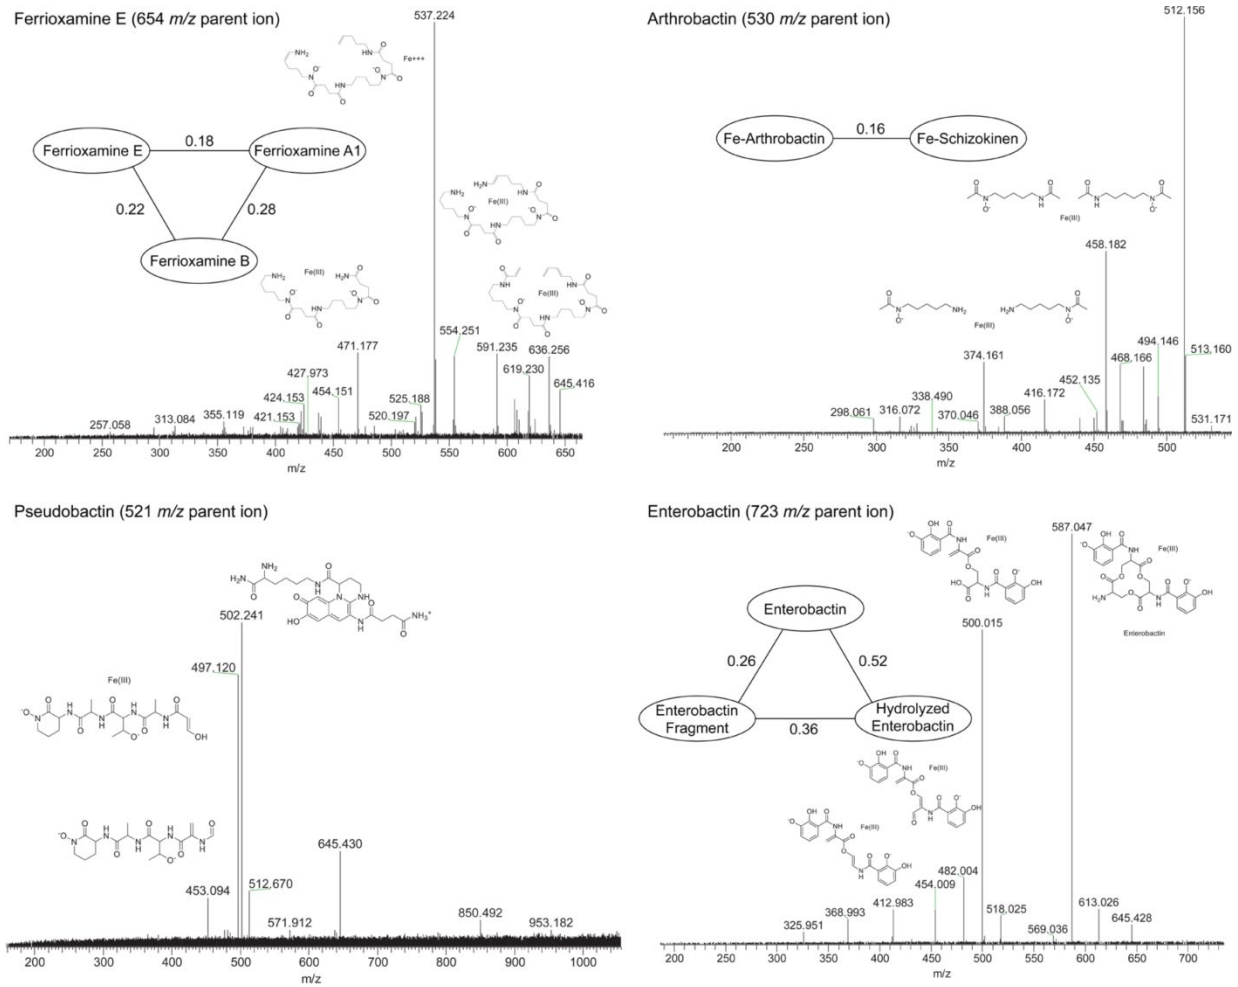 Ferrioxamine E (654 m/z parent ion)
537.224
Fe+++
Ferrioxamine E
0.18
Ferrioxamine A1
0.22
0.28
Ferrioxamine B
Fe(III)
Fe(III)
Fe(III)
257.058
313.084
355.119
421.153
424.153
427.973
454.151
471.177
520.197
525.188
554.251
591.235
619.230
636.256
645.416
200 250 300 350 400 450 500 550 600 650
m/z
Arthrobactin (530 m/z parent ion)
512.156
Fe-Arthrobactin
0.16
Fe-Schizokinen
Fe(III)
Fe(III)
298.061
316.072
338.490
370.046
374.161
388.056
416.172
452.135
458.182
468.166
494.146
513.160
531.171
200 250 300 350 400 450 500
m/z
Pseudobactin (521 m/z parent ion)
502.241
497.120
Fe(III)
453.094
512.670
571.912
645.430
850.492
953.182
200 300 400 500 600 700 800 900 1000
m/z
Enterobactin (723 m/z parent ion)
587.047
Fe(III)
Fe(III)
Enterobactin
500.015
Enterobactin
0.26
0.52
Enterobactin
Fragment
0.36
Hydrolyzed
Enterobactin
Fe(III)
Fe(III)
325.951
368.993
412.983
454.009
482.004
518.025
569.036
613.026
645.428
200 250 300 350 400 450 500 550 600 650 700
m/z